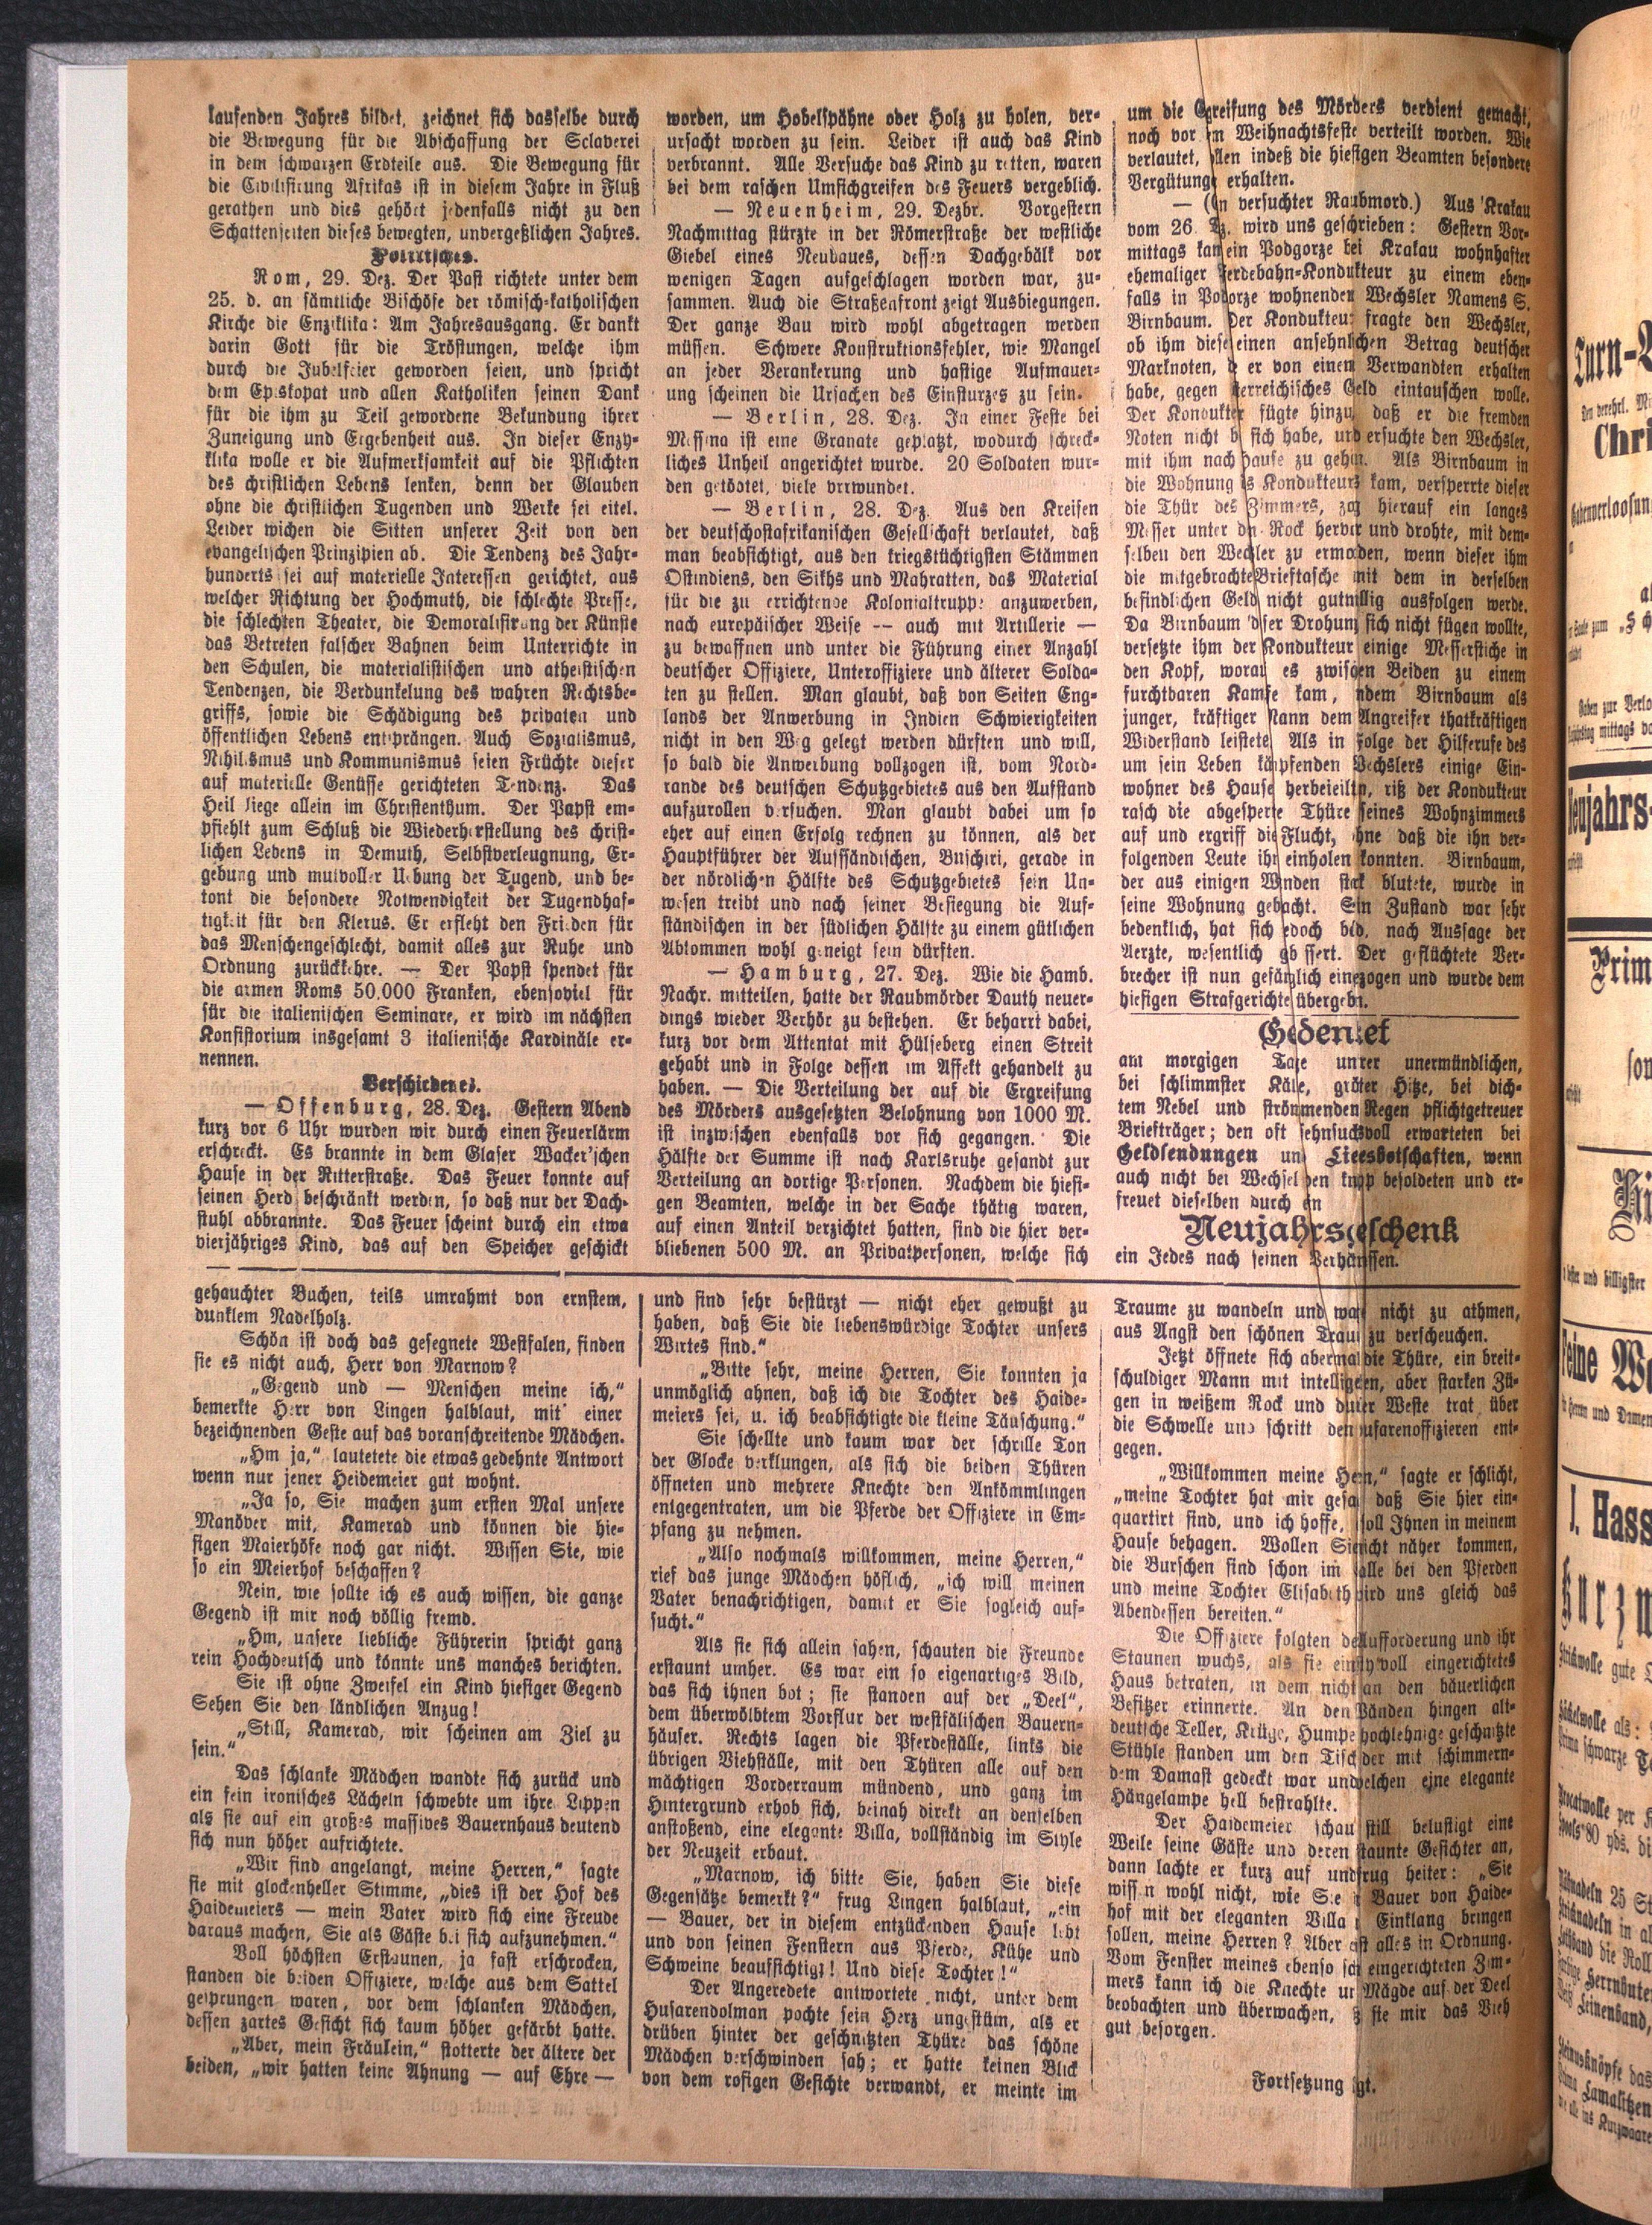 laufenden Jahres bildet, zeichnet sich dasselbe durch
die Bewegung für die Abschaffung der Sclaverei
in dem schwarzen Erdteile aus. Die Bewegung für
die Civilisirung Afrikas ist in diesem Jahre in Fluß
gerathen und dies gehört jedenfalls nicht zu den
Schattenseiten dieses bewegten, unvergeßlichen Jahres.
Politisches.
Rom, 29. Dez. Der Past richtete unter dem
25. d. an sämtliche Bischöfe der römisch-katholischen
Kirche die Enziklika: Am Jahresausgang. Er dankt
darin Gott für die Tröstungen, welche ihm
durch die Jubelfeier geworden seien, und spricht
dem Episkopat und allen Katholiken seinen Dank
für die ihm zu Teil gewordene Bekundung ihrer
Zuneigung und Ergebenheit aus. In dieser Enzy-
klika wolle er die Aufmerksamkeit auf die Pflichten
des christlichen Lebens lenken, denn der Glauben
ohne die christlichen Tugenden und Werke sei eitel.
Leider wichen die Sitten unserer Zeit von den
evangelischen Prinzipien ab. Die Tendenz des Jahr-
hunderts sei auf materielle Interessen gerichtet, aus
welcher Richtung der Hochmuth, die schlechte Presse,
die schlechten Theater, die Demoralisirung der Künste
das Betreten falscher Bahnen beim Unterrichte in
den Schulen, die materialistischen und atheistischen
Tendenzen, die Verdunkelung des wahren Rechtsbe-
griffs, sowie die Schädigung des privaten und
öffentlichen Lebens entsprängen. Auch Sozialismus,
Nihilismus und Kommunismus seien Früchte dieser
auf materielle Genüsse gerichteten Tendenz. Das
Heil liege allein im Christenthum. Der Papst em-
pfiehlt zum Schluß die Wiederherstellung des christ-
lichen Lebens in Demuth, Selbstverleugnung, Er-
gebung und mutvoller Uebung der Tugend, und be-
tont die besondere Notwendigkeit der Tugendhaf-
tigkeit für den Klerus. Er erfleht den Frieden für
das Menschengeschlecht, damit alles zur Ruhe und
Ordnung zurückkehre. — Der Papst spendet für
die armen Roms 50,000 Franken, ebensoviel für
für die italienischen Seminare, er wird im nächsten
Konsistorium insgesamt 3 italienische Kardinäle er-
nennen.
Verschiedenes.
— Offenburg, 28. Dez. Gestern Abend
kurz vor 6 Uhr wurden wir durch einen Feuerlärm
erschreckt. Es brannte in dem Glaser Wacker'schen
Hause in der Ritterstraße. Das Feuer konnte auf
seinen Herd beschränkt werden, so daß nur der Dach-
stuhl abbrannte. Das Feuer scheint durch ein etwa
vierjähriges Kind, das auf den Speicher geschickt
worden, um Hobelspähne oder Holz zu holen, ver-
ursacht worden zu sein. Leider ist auch das Kind
verbrannt. Alle Versuche das Kind zu retten, waren
bei dem raschen Umsichgreifen des Feuers vergeblich.
— Neuenheim, 29. Dezbr. Vorgestern
Nachmittag stürzte in der Römerstraße der westliche
Giebel eines Neubaues, dessen Dachgebälk vor
wenigen Tagen aufgeschlagen worden war, zu-
sammen. Auch die Straßenfront zeigt Ausbiegungen.
Der ganze Bau wird wohl abgetragen werden
müssen. Schwere Konstruktionsfehler, wie Mangel
an jeder Verankerung und hastige Aufmauer-
ung scheinen die Ursachen des Einsturzes zu sein.
— Berlin, 28. Dez. In einer Feste bei
Messina ist eine Granate geplatzt, wodurch schreck-
liches Unheil angerichtet wurde. 20 Soldaten wur-
den getödtet, viele vrrwundet.
— Berlin, 28. Dez. Aus den Kreisen
der deutschostafrikanischen Gesellschaft verlautet, daß
man beabsichtigt, aus den kriegstüchtigsten Stämmen
Ostindiens, den Sikhs und Mahratten, das Material
für die zu errichtende Kolonialtruppe anzuwerben,
nach europäischer Weise -- auch mit Artillerie —
zu bewaffnen und unter die Führung einer Anzahl
deutscher Offiziere, Unteroffiziere und älterer Solda-
ten zu stellen. Man glaubt, daß von Seiten Eng-
lands der Anwerbung in Indien Schwierigkeiten
nicht in den Weg gelegt werden dürften und will,
so bald die Anwerbung vollzogen ist, vom Nord-
rande des deutschen Schutzgebietes aus den Aufstand
aufzurollen versuchen. Man glaubt dabei um so
eher auf einen Erfolg rechnen zu können, als der
Hauptführer der Aufständischen, Buschiri, gerade in
der nördlichen Hälfte des Schutzgebietes sein Un-
wesen treibt und nach seiner Besiegung die Auf-
ständischen in der südlichen Hälfte zu einem gütlichen
Abkommen wohl geneigt sein dürften.
— Hamburg, 27. Dez. Wie die Hamb.
Nachr. mitteilen, hatte der Raubmörder Dauth neuer-
dings wieder Verhör zu bestehen. Er beharrt dabei,
kurz vor dem Attentat mit Hülseberg einen Streit
gehabt und in Folge dessen im Affekt gehandelt zu
haben. — Die Verteilung der auf die Ergreifung
des Mörders ausgesetzten Belohnung von 1000 M.
ist inzwischen ebenfalls vor sich gegangen. Die
Hälfte der Summe ist nach Karlsruhe gesandt zur
Verteilung an dortige Personen. Nachdem die hiesi-
gen Beamten, welche in der Sache thätig waren,
auf einen Anteil verzichtet hatten, sind die hier ver-
bliebenen 500 M. an Privatpersonen, welche sich
um die Ergreifung des Mörders verdient gemacht,
noch vor Weihnachtsfeste verteilt worden. Wie
verlautet, indeß die hiesigen Beamten besondere
Vergütung erhalten.
— ( versuchter Raubmord.) Aus Krakau
vom 26. wird uns geschrieben: Gestern Vor-
mittags kam ein Podgorze bei Krakau wohnhafter
ehemaliger Pferdebahn-Kondukteur zu einem eben-
falls in Podgorze wohnenden Wechsler Namens S.
Birnbaum. Der Kondukteur fragte den Wechsler,
ob ihm dieser einen ansehnlichen Betrag deutscher
Marknoten, er von einem Verwandten erhalten
habe, gegen österreichisches Geld eintauschen wolle.
Der Kondukteur fügte hinzu, daß er die fremden
Noten nicht bei sich habe, und ersuchte den Wechsler,
mit ihm nach Hause zu gehen. Als Birnbaum in
die Wohnung des Kondukteurs kam, versperrte dieser
die Thür des Zimmers, zog hierauf ein langes
Messer unter dem Rock hervor und drohte, mit dem-
selben den Wechsler zu ermorden, wenn dieser ihm
die mitgebrachte Brieftasche mit dem in derselben
befindlichen Geld nicht gutwillig ausfolgen werde.
Da Birnbaum dieser Drohung sich nicht fügen wollte,
versetzte ihm der Kondukteur einige Messerstiche in
den Kopf, worauf es zwischen Beiden zu einem
furchtbaren Kampfe kam, indem Birnbaum als
junger, kräftiger Mann dem Angreifer thatkräftigen
Widerstand leistete. Als in Folge der Hilferufe des
um sein Leben kämpfenden Wechslers einige Ein-
wohner des Hauses herbeieilten, riß der Kondukteur
rasch die abgesperrte Thüre seines Wohnzimmers
auf und ergriff die Flucht, ohne daß die ihn ver-
folgenden Leute ihn einholen konnten. Birnbaum,
der aus einigen Wunden stark blutete, wurde in
seine Wohnung gebracht. Sein Zustand war sehr
bedenklich, hat sich jedoch bald, nach Aussage der
Aerzte, wesentlich gebessert. Der geflüchtete Ver-
brecher ist nun gefänglich eingezogen und wurde dem
hiesigen Strafgerichte übergeben.
Gedenket
am morgigen Tage unsrer unermündlichen,
bei schlimmster Kälte, größter Hitze, bei dich-
tem Nebel und strömmenden Regen pflichtgetreuer
Briefträger; den oft sehnsuchsvoll erwarteten bei
Geldsendungen und Liebesbotschaften, wenn
auch nicht bei Wechsel den knapp besoldeten und er-
freuet dieselben durch ein
Neujahrsgeschenk
ein Jedes nach seinen
gehauchter Buchen, teils umrahmt von ernstem,
dunklem Nadelholz.
Schön ist doch das gesegnete Westfalen, finden
sie es nicht auch, Herr von Marnow?
„Gegend und — Menschen meine ich,“
bemerkte Herr von Lingen halblaut, mit einer
bezeichnenden Geste auf das voranschreitende Mädchen.
„Hm ja,“ lautetete die etwas gedehnte Antwort
wenn nur jener Heidemeier gut wohnt.
„Ja so, Sie machen zum ersten Mal unsere
Manöver mit, Kamerad und können die hie-
sigen Maierhöfe noch gar nicht. Wissen Sie, wie
so ein Meierhof beschaffen?
Nein, wie sollte ich es auch wissen, die ganze
Gegend ist mir noch völlig fremd.
„Hm, unsere liebliche Führerin spricht ganz
rein Hochdeutsch und könnte uns manches berichten.
Sie ist ohne Zweifel ein Kind hiesiger Gegend
Sehen Sie den ländlichen Anzug!
„Still, Kamerad, wir scheinen am Ziel zu
sein.“
Das schlanke Mädchen wandte sich zurück und
ein fein ironisches Lächeln schwebte um ihre Lippen
als sie auf ein großes massives Bauernhaus deutend
sich nun höher aufrichtete.
„Wir sind angelangt, meine Herren,“ sagte
sie mit glockenheller Stimme, „dies ist der Hof des
Haidemeiers — mein Vater wird sich eine Freude
daraus machen, Sie als Gäste bei sich aufzunehmen.“
Voll höchsten Erstaunen, ja fast erschrocken,
standen die beiden Offiziere, welche aus dem Sattel
gesprungen waren, vor dem schlanken Mädchen,
dessen zartes Gesicht sich kaum höher gefärbt hatte.
„Aber, mein Fräulein,“ stotterte der ältere der
beiden, „wir hatten keine Ahnung — auf Ehre —
und sind sehr bestürzt — nicht eher gewußt zu
haben, daß Sie die liebenswürdige Tochter unsers
Wirtes sind.“
„Bitte sehr, meine Herren, Sie konnten ja
unmöglich ahnen, daß ich die Tochter des Haide-
meiers sei, u. ich beabsichtigte die kleine Täuschung.“
Sie schellte und kaum war der schrille Ton
der Glocke verklungen, als sich die beiden Thüren
öffneten und mehrere Knechte den Ankömmlingen
entgegentraten, um die Pferde der Offiziere in Em-
pfang zu nehmen.
„Also nochmals willkommen, meine Herren,“
rief das junge Mädchen höflich, „ich will meinen
Vater benachrichtigen, damit er Sie sogleich auf-
sucht.“
Als sie sich allein sahen, schauten die Freunde
erstaunt umher. Es war ein so eigenartiges Bild,
das sich ihnen bot; sie standen auf der „Deel“,
dem überwölbtem Vorflur der westfälischen Bauern-
häuser. Rechts lagen die Pferdeställe, links die
übrigen Viehställe, mit den Thüren alle auf den
mächtigen Vorderraum mündend, und ganz im
Hintergrund erhob sich, beinah direkt an denselben
anstoßend, eine elegante Villa, vollständig im Style
der Neuzeit erbaut.
„Marnow, ich bitte Sie, haben Sie diese
Gegensätze bemerkt?“ frug Lingen halblaut, „ein
— Bauer, der in diesem entzückenden Hause lebt
und von seinen Fenstern aus Pferde, Kühe und
Schweine beaufsichtigt! Und diese Tochter!“
Der Angeredete antwortete nicht, unter dem
Husarendolman pochte sein Herz ungestüm, als er
drüben hinter der geschnitzten Thüre das schöne
Mädchen verschwinden sah; er hatte keinen Blick
von dem rosigen Gesichte verwandt, er meinte im
Traume zu wandeln und wagte nicht zu athmen,
aus Angst den schönen Traum zu verscheuchen.
Jetzt öffnete sich abermals die Thüre, ein breit-
schuldiger Mann mit intelligenten, aber starken Zü-
gen in weißem Rock und Weste trat über
die Schwelle und schritt den Husarenoffizieren ent-
gegen.
„Willkommen meine Herren,“ sagte er schlicht,
„meine Tochter hat mir gesagt daß Sie hier ein-
quartirt sind, und ich hoffe, soll Ihnen in meinem
Hause behagen. Wollen Sie nicht näher kommen,
die Burschen sind schon im Stalle bei den Pferden
und meine Tochter Elisabeth wird uns gleich das
Abendessen bereiten.“
Die Offiziere folgten der Aufforderung und ihr
Staunen wuchs, als sie ein eingerichtetes
Haus betraten, in dem nichts an den bäuerlichen
Besitzer erinnerte. An den Wänden hingen alt-
deutsche Teller, Krüge, Humpen hochlehnige geschnitzte
Stühle standen um den Tisch der mit schimmern-
dem Damast gedeckt war und welchen eine elegante
Hängelampe hell bestrahlte.
Der Haidemeier schaute still belustigt eine
Weile seine Gäste und deren erstaunte Gesichter an,
dann lachte er kurz auf und frug heiter: „Sie
wissen wohl nicht, wie Sie Bauer von Haide-
hof mit der eleganten Villa in Einklang bringen
sollen, meine Herren? Aber es ist alles in Ordnung.
Vom Fenster meines ebenso eingerichteten Zim-
mers kann ich die Knechte und Mägde auf der Deel
beobachten und überwachen, sie mir das Vieh
gut besorgen.
Fortsetzung folgt.
Turn-
Den verehrl.
Chri
Gabenverloosun
Neujahrs-
Prim
son
Feine
J. Hass
Kurzw
Strickwolle gute
Häckelwolle als:
Prima schwarze
80 yds.
25 St
Leinenband,